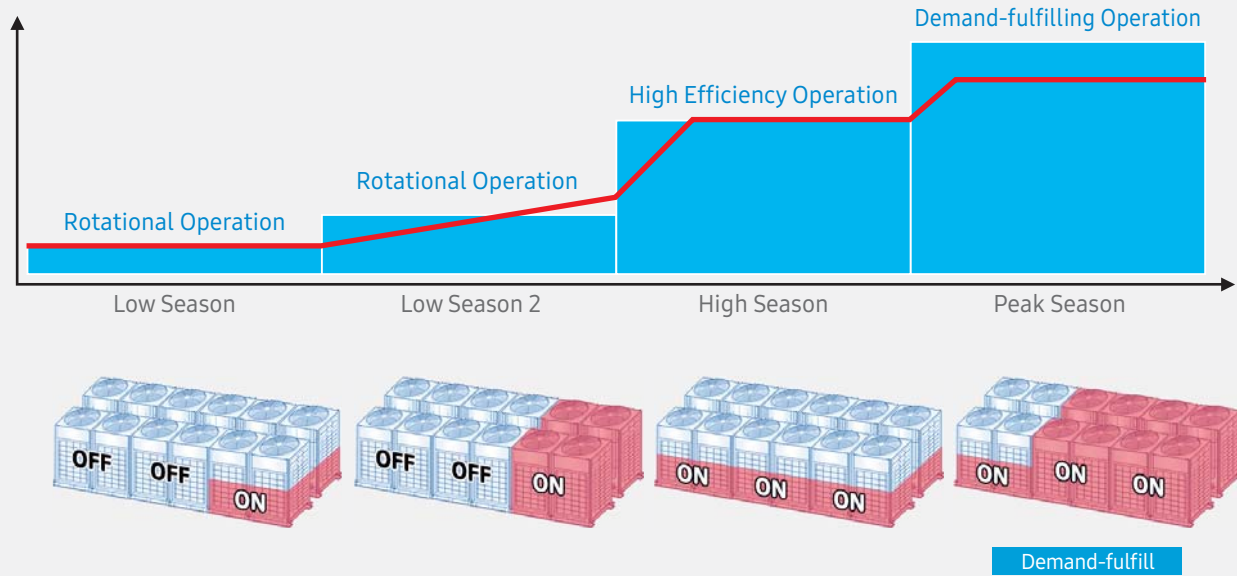 Demand-fulfilling Operation
High Efficiency Operation
Rotational Operation
Rotational Operation
Low Season
Low Season 2
High Season
Peak Season
OFF OFF ON
OFF OFF ON
ON ON ON
ON ON ON
Demand-fulfill